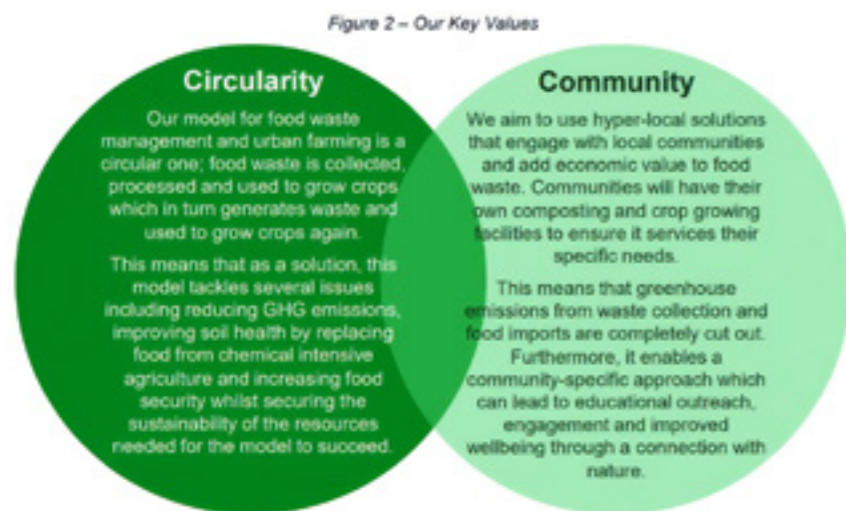 Figure 2 – Our Key Values
Circularity
Our model for food waste
management and urban farming is a
circular one; food waste is collected,
processed and used to grow crops
which in turn generates waste and
used to grow crops again.
This means that as a solution, this
model tackles several issues
including reducing GHG emissions,
improving soil health by replacing
food from chemical intensive
agriculture and increasing food
security whilst securing the
sustainability of the resources
needed for the model to succeed.
Community
We aim to use hyper-local solutions
that engage with local communities
and add economic value to food
waste. Communities will have their
own composting and crop growing
facilities to ensure it services their
specific needs.
This means that greenhouse
emissions from waste collection and
food imports are completely cut out.
Furthermore, it enables a
community-specific approach which
can lead to educational outreach,
engagement and improved
wellbeing through a connection with
nature.